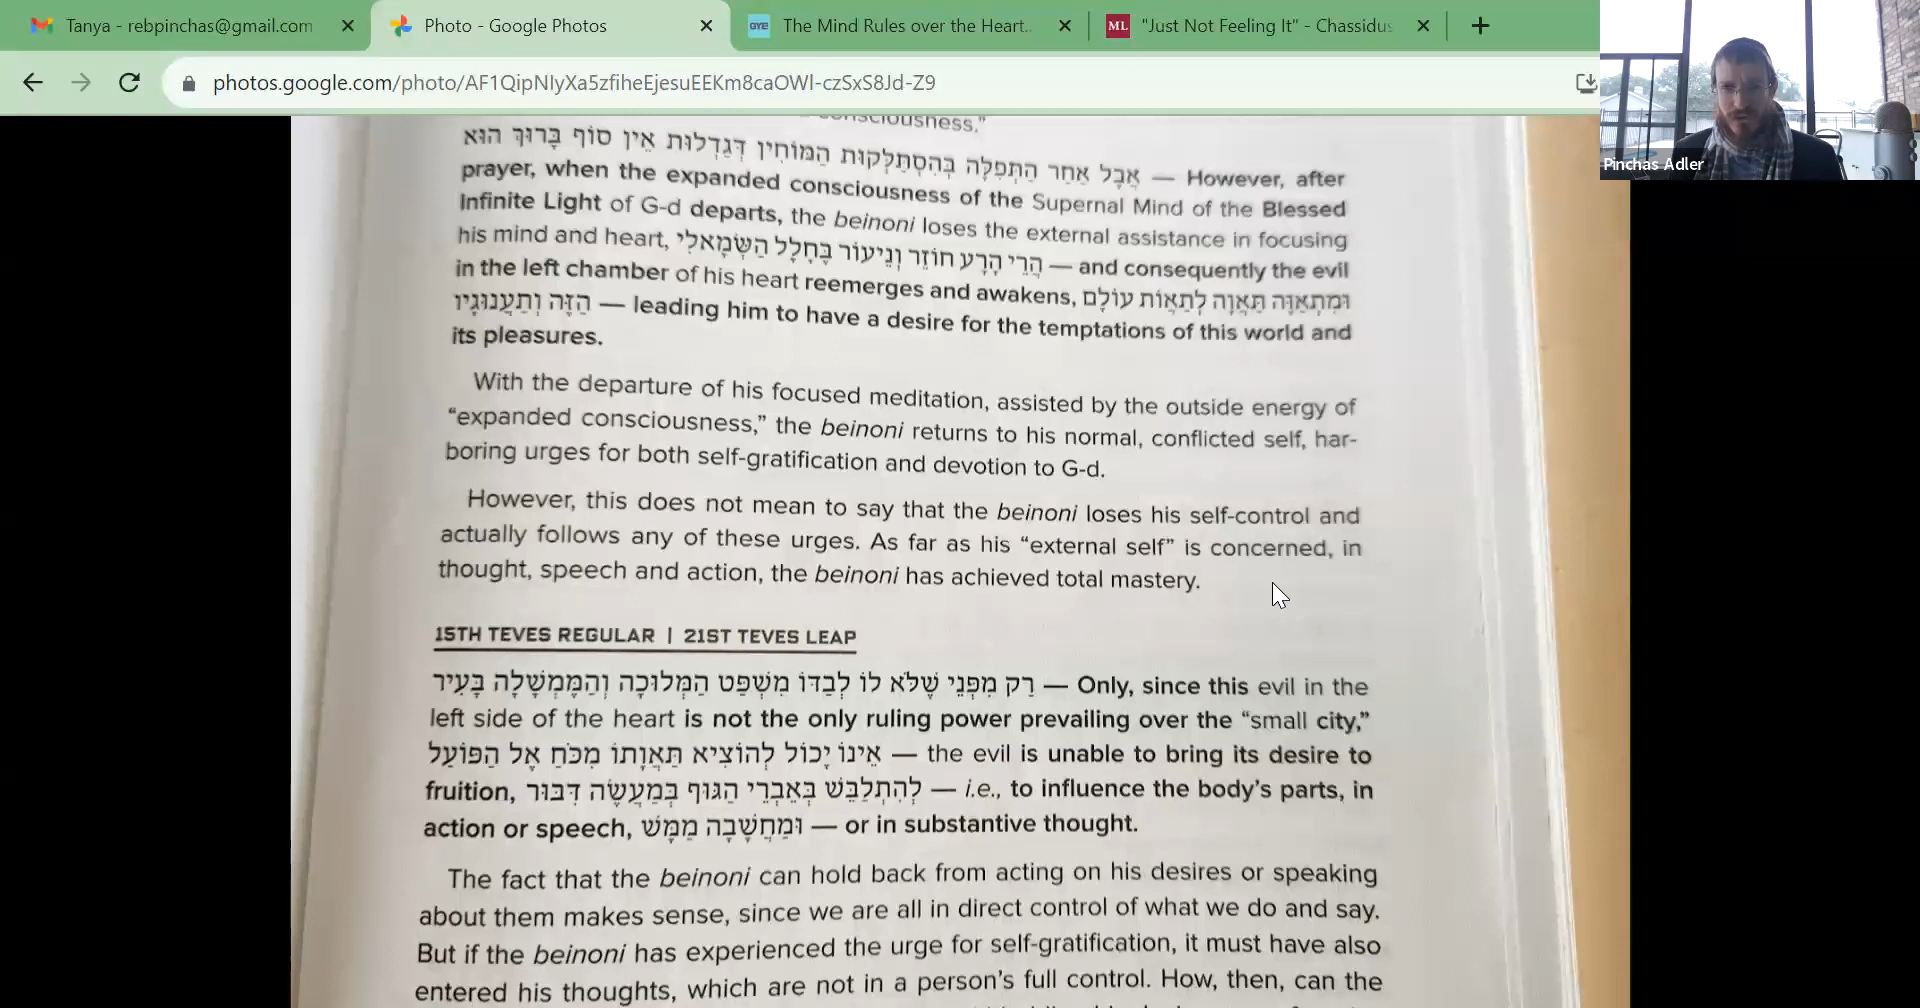 Tanya - rebpinchas@gmail.com
Photo - Google Photos
GYE The Mind Rules over the Heart...
ML "Just Not Feeling It" - Chassidus
photos.google.com/photo/AF1QipNIyXa5zfiheEjesuEEKm8caOWl-czSxS8Jd-Z9
Pinchas Adler
consciousness.”
אֲבָל אַחַר הַתְּפִלָּה בְּהִסְתַּלְּקוּת הַמּוֹחִין דְּגַדְלוּת אֵין סוֹף בָּרוּךְ הוּא — However, after
prayer, when the expanded consciousness of the Supernal Mind of the Blessed
Infinite Light of G-d departs, the beinoni loses the external assistance in focusing
his mind and heart, הֲרֵי הָרָע חוֹזֵר וְנֵיעוֹר בֶּחָלָל הַשְּׂמָאלִי — and consequently the evil
in the left chamber of his heart reemerges and awakens, וּמִתְאַוֶּה תַּאֲוָה לְתַאֲוֹת עוֹלָם
הַזֶּה וְתַעֲנוּגָיו — leading him to have a desire for the temptations of this world and
its pleasures.
With the departure of his focused meditation, assisted by the outside energy of
“expanded consciousness,” the beinoni returns to his normal, conflicted self, har-
boring urges for both self-gratification and devotion to G-d.
However, this does not mean to say that the beinoni loses his self-control and
actually follows any of these urges. As far as his “external self” is concerned, in
thought, speech and action, the beinoni has achieved total mastery.
15TH TEVES REGULAR | 21ST TEVES LEAP
רַק מִפְּנֵי שֶׁלֹּא לוֹ לְבַדּוֹ מִשְׁפַּט הַמְּלוּכָה וְהַמֶּמְשָׁלָה בָּעִיר — Only, since this evil in the
left side of the heart is not the only ruling power prevailing over the “small city,”
אֵינוֹ יָכוֹל לְהוֹצִיא תַּאֲוָתוֹ מִכֹּחַ אֶל הַפּוֹעַל — the evil is unable to bring its desire to
fruition, לְהִתְלַבֵּשׁ בְּאֵבְרֵי הַגּוּף בְּמַעֲשֶׂה דִּבּוּר — i.e., to influence the body’s parts, in
action or speech, וּמַחֲשָׁבָה מַמָּשׁ — or in substantive thought.
The fact that the beinoni can hold back from acting on his desires or speaking
about them makes sense, since we are all in direct control of what we do and say.
But if the beinoni has experienced the urge for self-gratification, it must have also
entered his thoughts, which are not in a person’s full control. How, then, can the